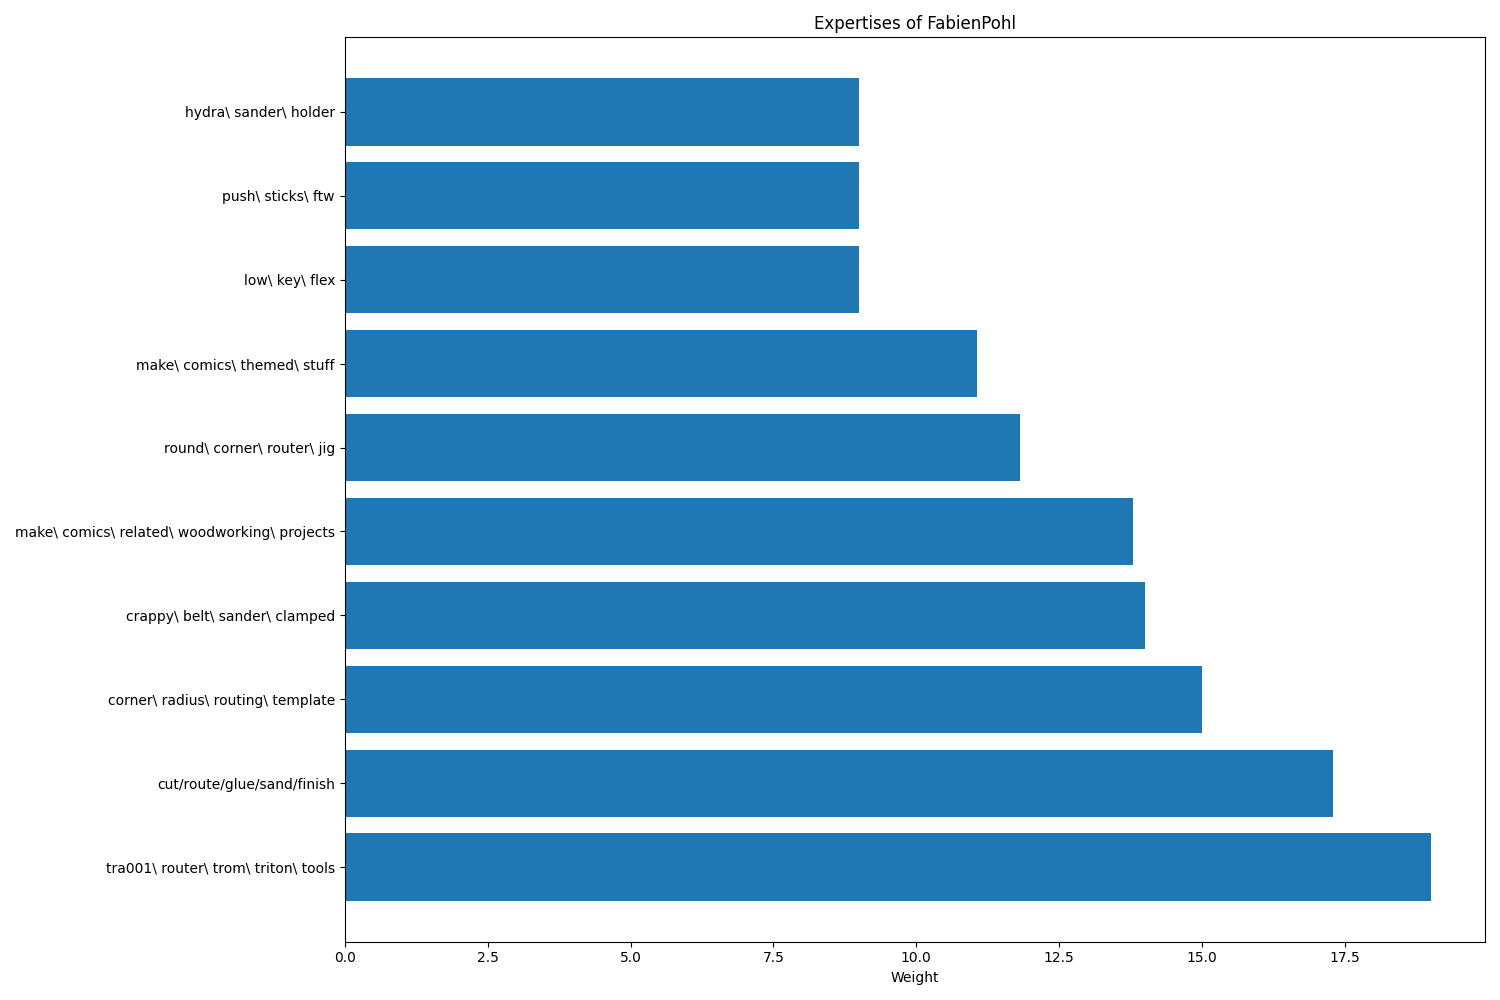 Expertises of FabienPohl
hydra\ sander\ holder
push\ sticks\ ftw
low\ key\ flex
make\ comics\ themed\ stuff
round\ corner\ router\ jig
make\ comics\ related\ woodworking\ projects
crappy\ belt\ sander\ clamped
corner\ radius\ routing\ template
cut/route/glue/sand/finish
tra001\ router\ trom\ triton\ tools
0.0 2.5 5.0 7.5 10.0 12.5 15.0 17.5
Weight